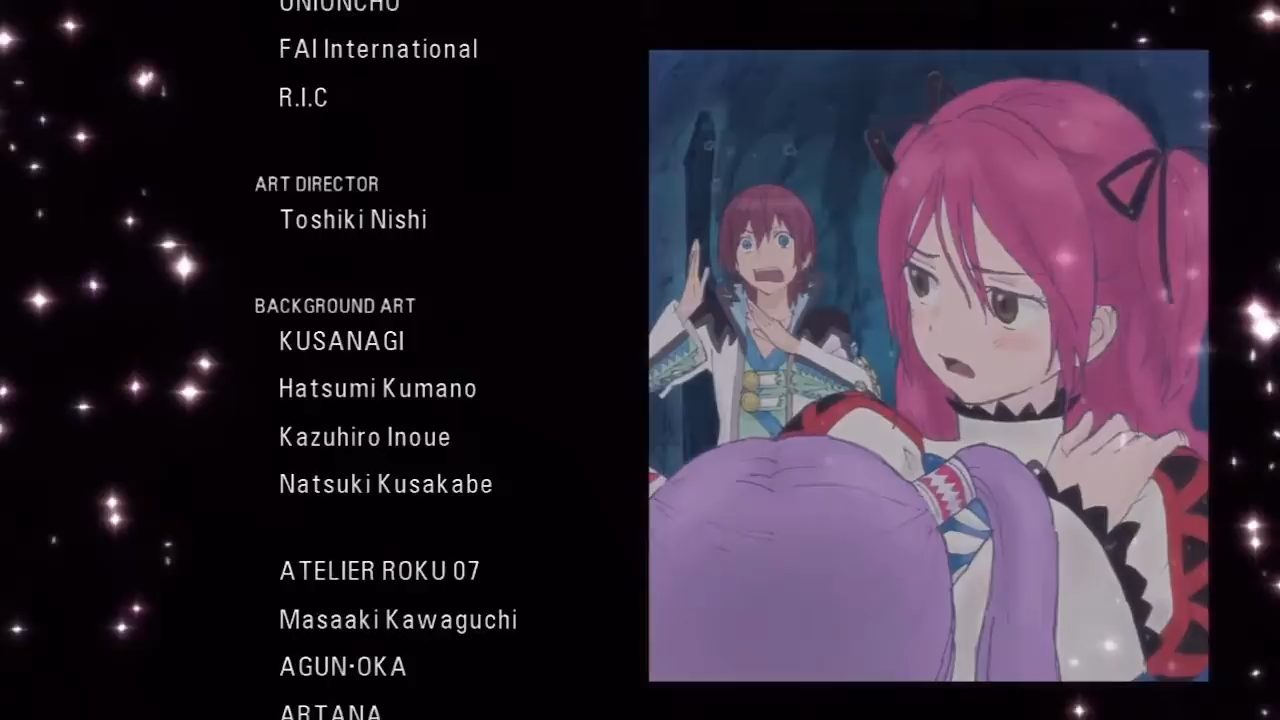 UNIONCHO
FAI International
R.I.C
ART DIRECTOR
Toshiki Nishi
BACKGROUND ART
KUSANAGI
Hatsumi Kumano
Kazuhiro Inoue
Natsuki Kusakabe
ATELIER ROKU 07
Masaaki Kawaguchi
AGUN·OKA
ARTANA